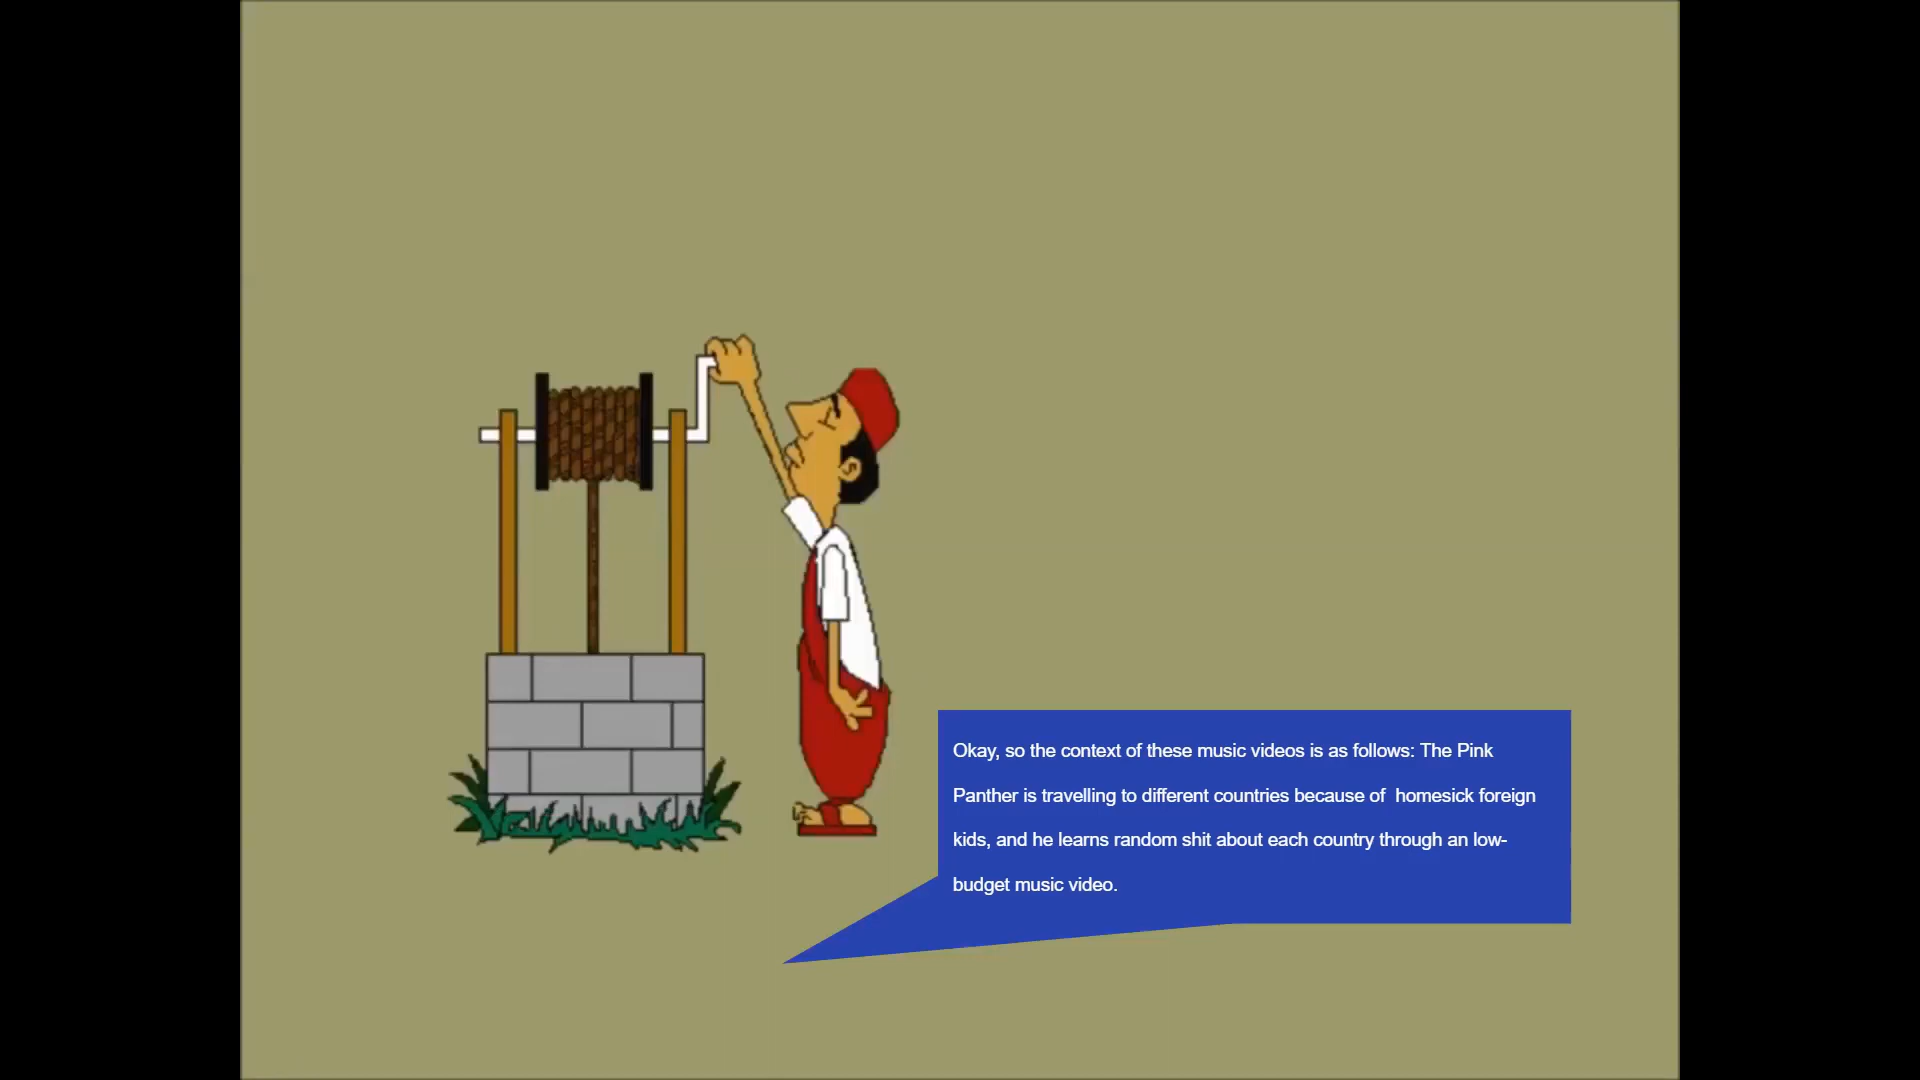 Okay, so the context of these music videos is as follows: The Pink
Panther is travelling to different countries because of  homesick foreign
kids, and he learns random shit about each country through an low-
budget music video.